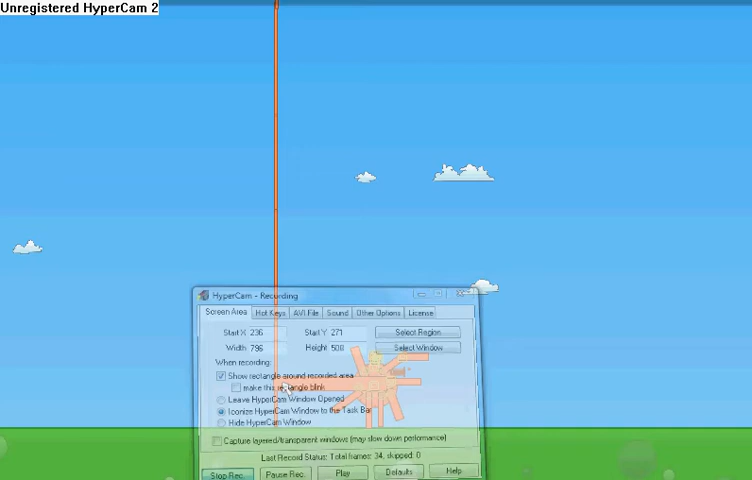 Unregistered HyperCam 2
HyperCam - Recording
Screen Area Hot Keys AVI File Sound Other Options License
Start X 236 Start Y 271 Select Region
Width 796 Height 508 Select Window
When recording:
Show rectangle around recorded area
make this rectangle blink
Leave HyperCam Window Opened
Iconize HyperCam Window to the Task Bar
Hide HyperCam Window
Capture layered/transparent windows (may slow down performance)
Last Record Status: Total frames: 34, skipped: 0
Stop Rec. Pause Rec. Play Defaults Help